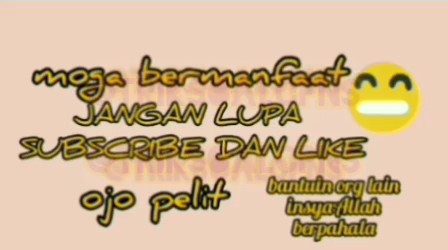 moga bermanfaat
JANGAN LUPA
SUBSCRIBE DAN LIKE
ojo pelit
bantuin org lain
insyaAllah
berpahala